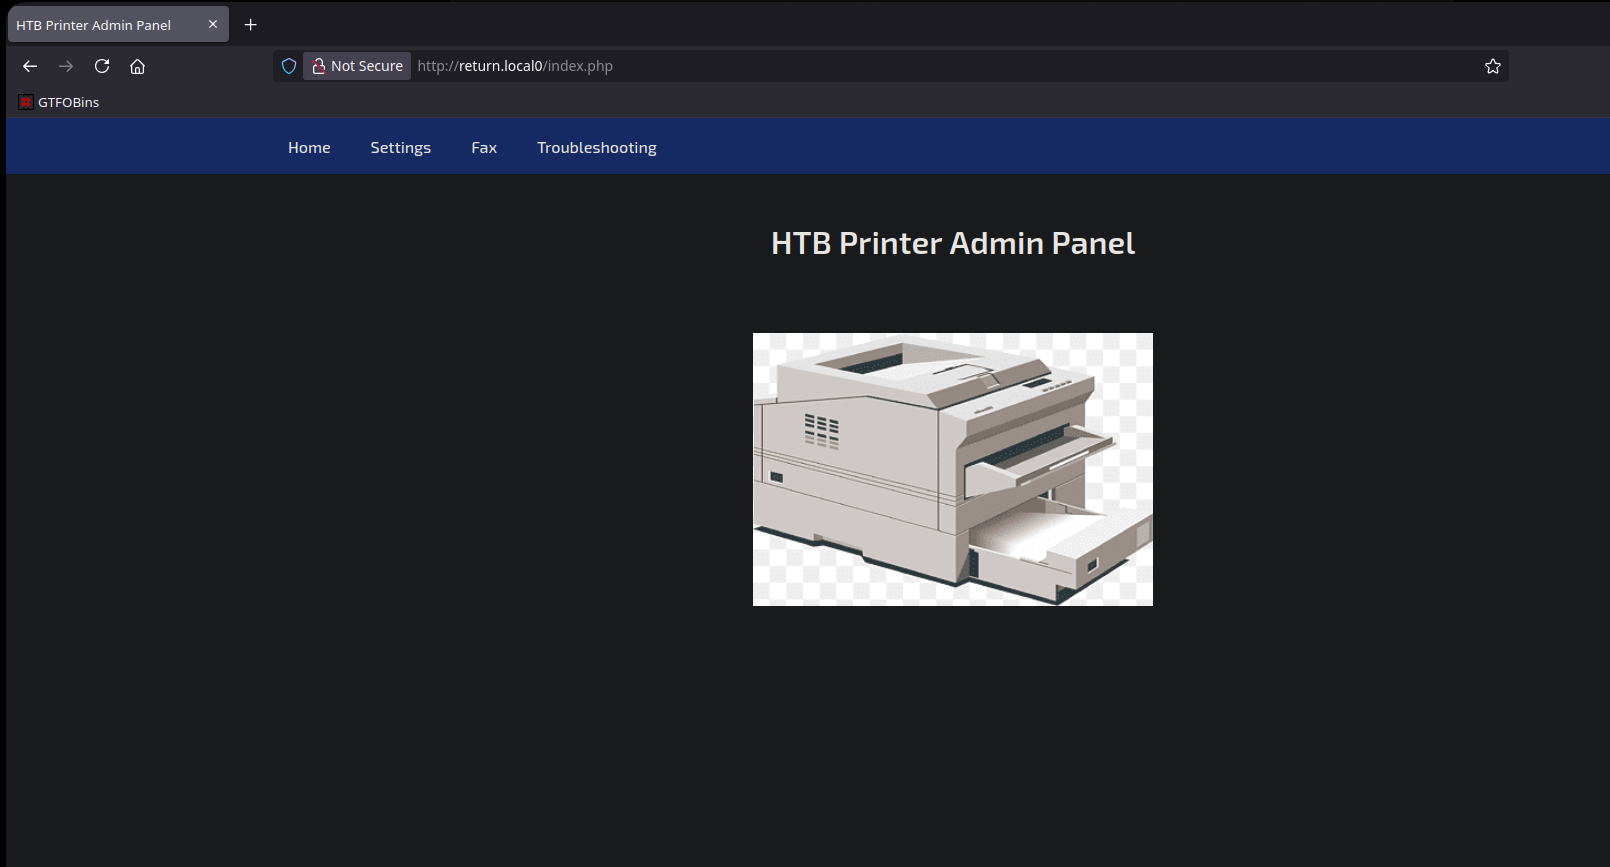 HTB Printer Admin Panel
Not Secure http://return.local0/index.php
GTFOBins
Home Settings Fax Troubleshooting
HTB Printer Admin Panel